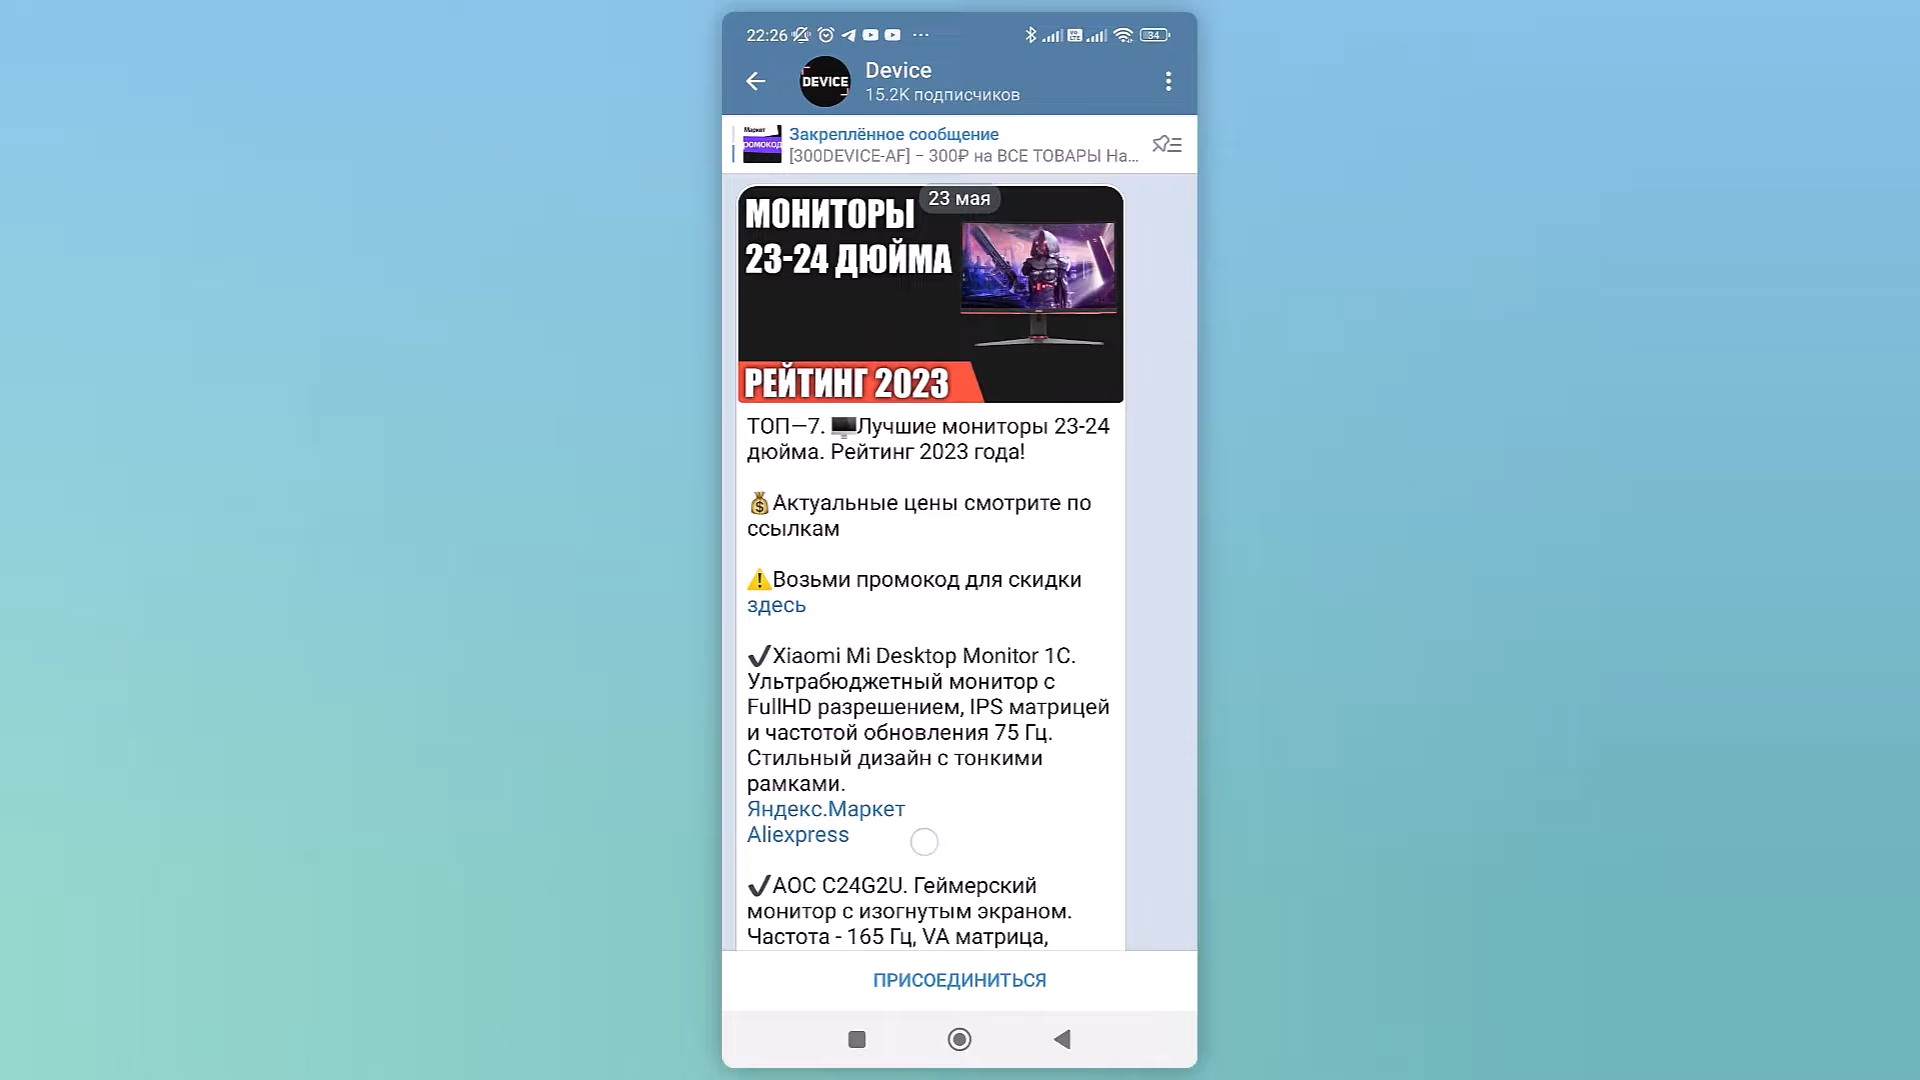 22:26
34
DEVICE
Device
15.2K подписчиков
Маркет
ромокод
Закреплённое сообщение
[300DEVICE-AF] – 300₽ на ВСЕ ТОВАРЫ На...
23 мая
МОНИТОРЫ
23-24 ДЮЙМА
РЕЙТИНГ 2023
ТОП—7. 🖥Лучшие мониторы 23-24
дюйма. Рейтинг 2023 года!
💰Актуальные цены смотрите по
ссылкам
⚠️Возьми промокод для скидки
здесь
✔️Xiaomi Mi Desktop Monitor 1C.
Ультрабюджетный монитор с
FullHD разрешением, IPS матрицей
и частотой обновления 75 Гц.
Стильный дизайн с тонкими
рамками.
Яндекс.Маркет
Aliexpress
✔️AOC C24G2U. Геймерский
монитор с изогнутым экраном.
Частота - 165 Гц, VA матрица,
ПРИСОЕДИНИТЬСЯ